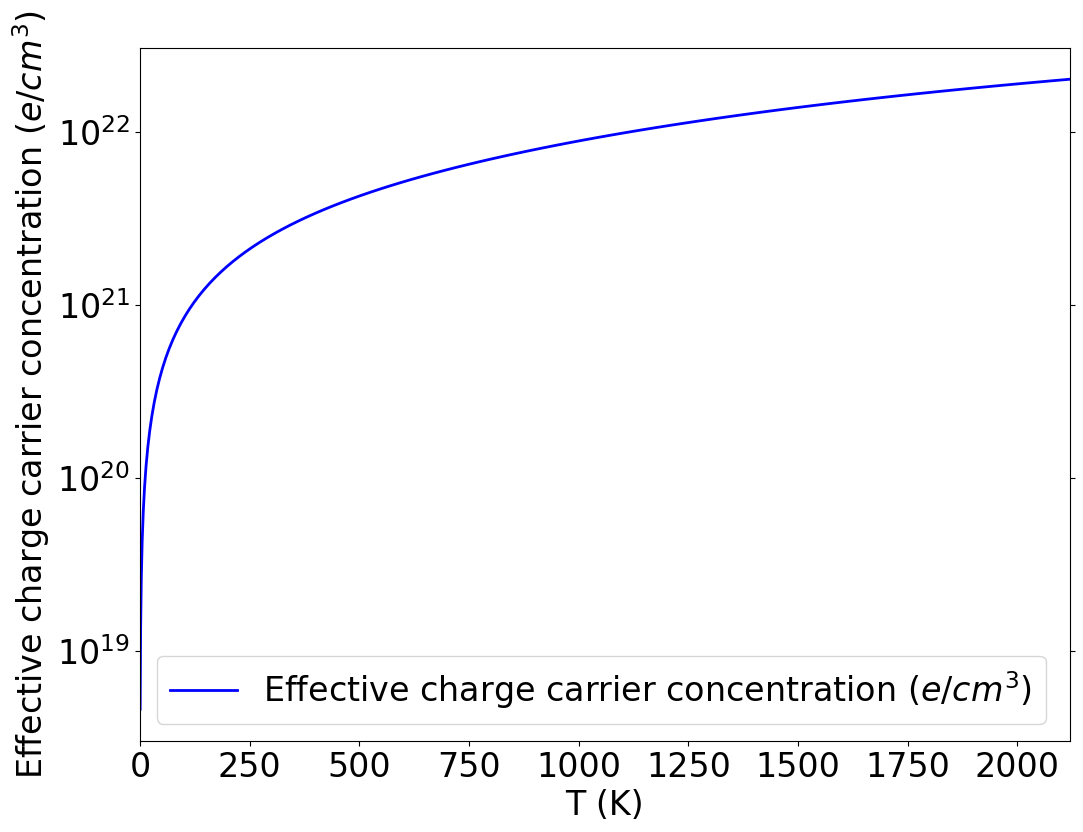 Effective charge carrier concentration (e/cm³)
10²²
10²¹
10²⁰
10¹⁹
Effective charge carrier concentration (e/cm³)
0 250 500 750 1000 1250 1500 1750 2000
T (K)